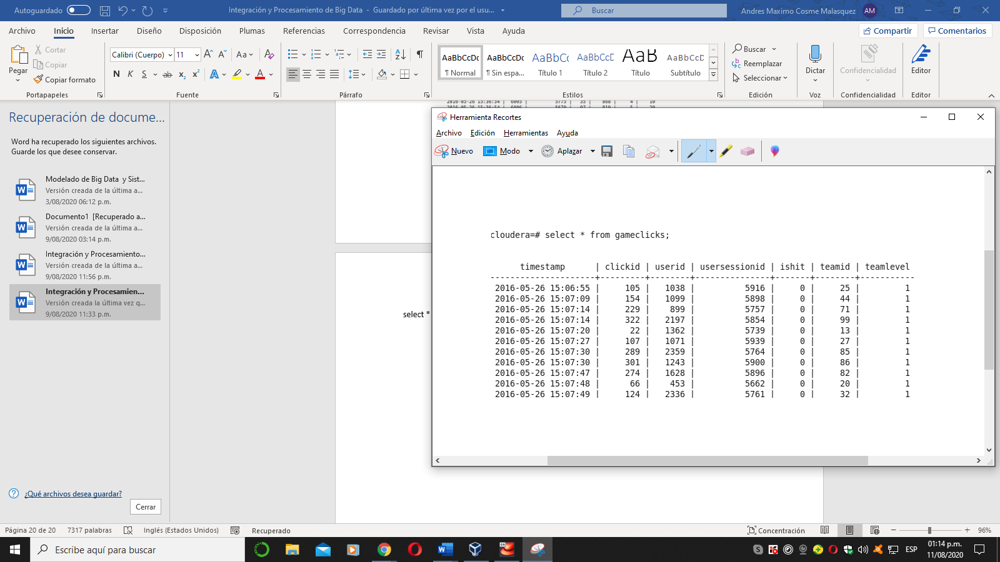 Autoguardado
Integración y Procesamiento de Big Data - Guardado por última vez por el usu...
Buscar
Andres Maximo Cosme Malasquez
AM
Archivo Inicio Insertar Diseño Disposición Plumas Referencias Correspondencia Revisar Vista Ayuda
Compartir
Comentarios
Pegar
Cortar
Copiar
Copiar formato
Portapapeles
Calibri (Cuerpo) 11
A A Aa A
N K S ab x2 x2 A A
Fuente
Párrafo
AaBbCcDc AaBbCcDc AaBbCc AaBbCcD AaB AaBbCcD
¶ Normal ¶ Sin espa... Título 1 Título 2 Título Subtítulo
Estilos
Buscar
Reemplazar
Seleccionar
Edición
Dictar
Voz
Confidencialidad
Confidencialidad
Editor
Editor
Recuperación de docume...
Word ha recuperado los siguientes archivos.
Guarde los que desee conservar.
Modelado de Big Data y Sist...
Versión creada de la última a...
3/08/2020 06:12 p.m.
Documento1 [Recuperado a...
Versión creada de la última a...
9/08/2020 03:14 p.m.
Integración y Procesamiento...
Versión creada de la última a...
9/08/2020 11:56 p.m.
Integración y Procesamien...
Versión creada la última vez q...
9/08/2020 11:33 p.m.
¿Qué archivos desea guardar?
Cerrar
select *
Herramienta Recortes
Archivo Edición Herramientas Ayuda
Nuevo Modo Aplazar
cloudera=# select * from gameclicks;
timestamp | clickid | userid | usersessionid | ishit | teamid | teamlevel
---------------------+---------+--------+---------------+-------+--------+-----------
2016-05-26 15:06:55 | 105 | 1038 | 5916 | 0 | 25 | 1
2016-05-26 15:07:09 | 154 | 1099 | 5898 | 0 | 44 | 1
2016-05-26 15:07:14 | 229 | 899 | 5757 | 0 | 71 | 1
2016-05-26 15:07:14 | 322 | 2197 | 5854 | 0 | 99 | 1
2016-05-26 15:07:20 | 22 | 1362 | 5739 | 0 | 13 | 1
2016-05-26 15:07:27 | 107 | 1071 | 5939 | 0 | 27 | 1
2016-05-26 15:07:30 | 289 | 2359 | 5764 | 0 | 85 | 1
2016-05-26 15:07:30 | 301 | 1243 | 5900 | 0 | 86 | 1
2016-05-26 15:07:47 | 274 | 1628 | 5896 | 0 | 82 | 1
2016-05-26 15:07:48 | 66 | 453 | 5662 | 0 | 20 | 1
2016-05-26 15:07:49 | 124 | 2336 | 5761 | 0 | 32 | 1
Página 20 de 20 7317 palabras Inglés (Estados Unidos) Recuperado
Concentración
96%
Escribe aquí para buscar
ESP
01:14 p.m.
11/08/2020